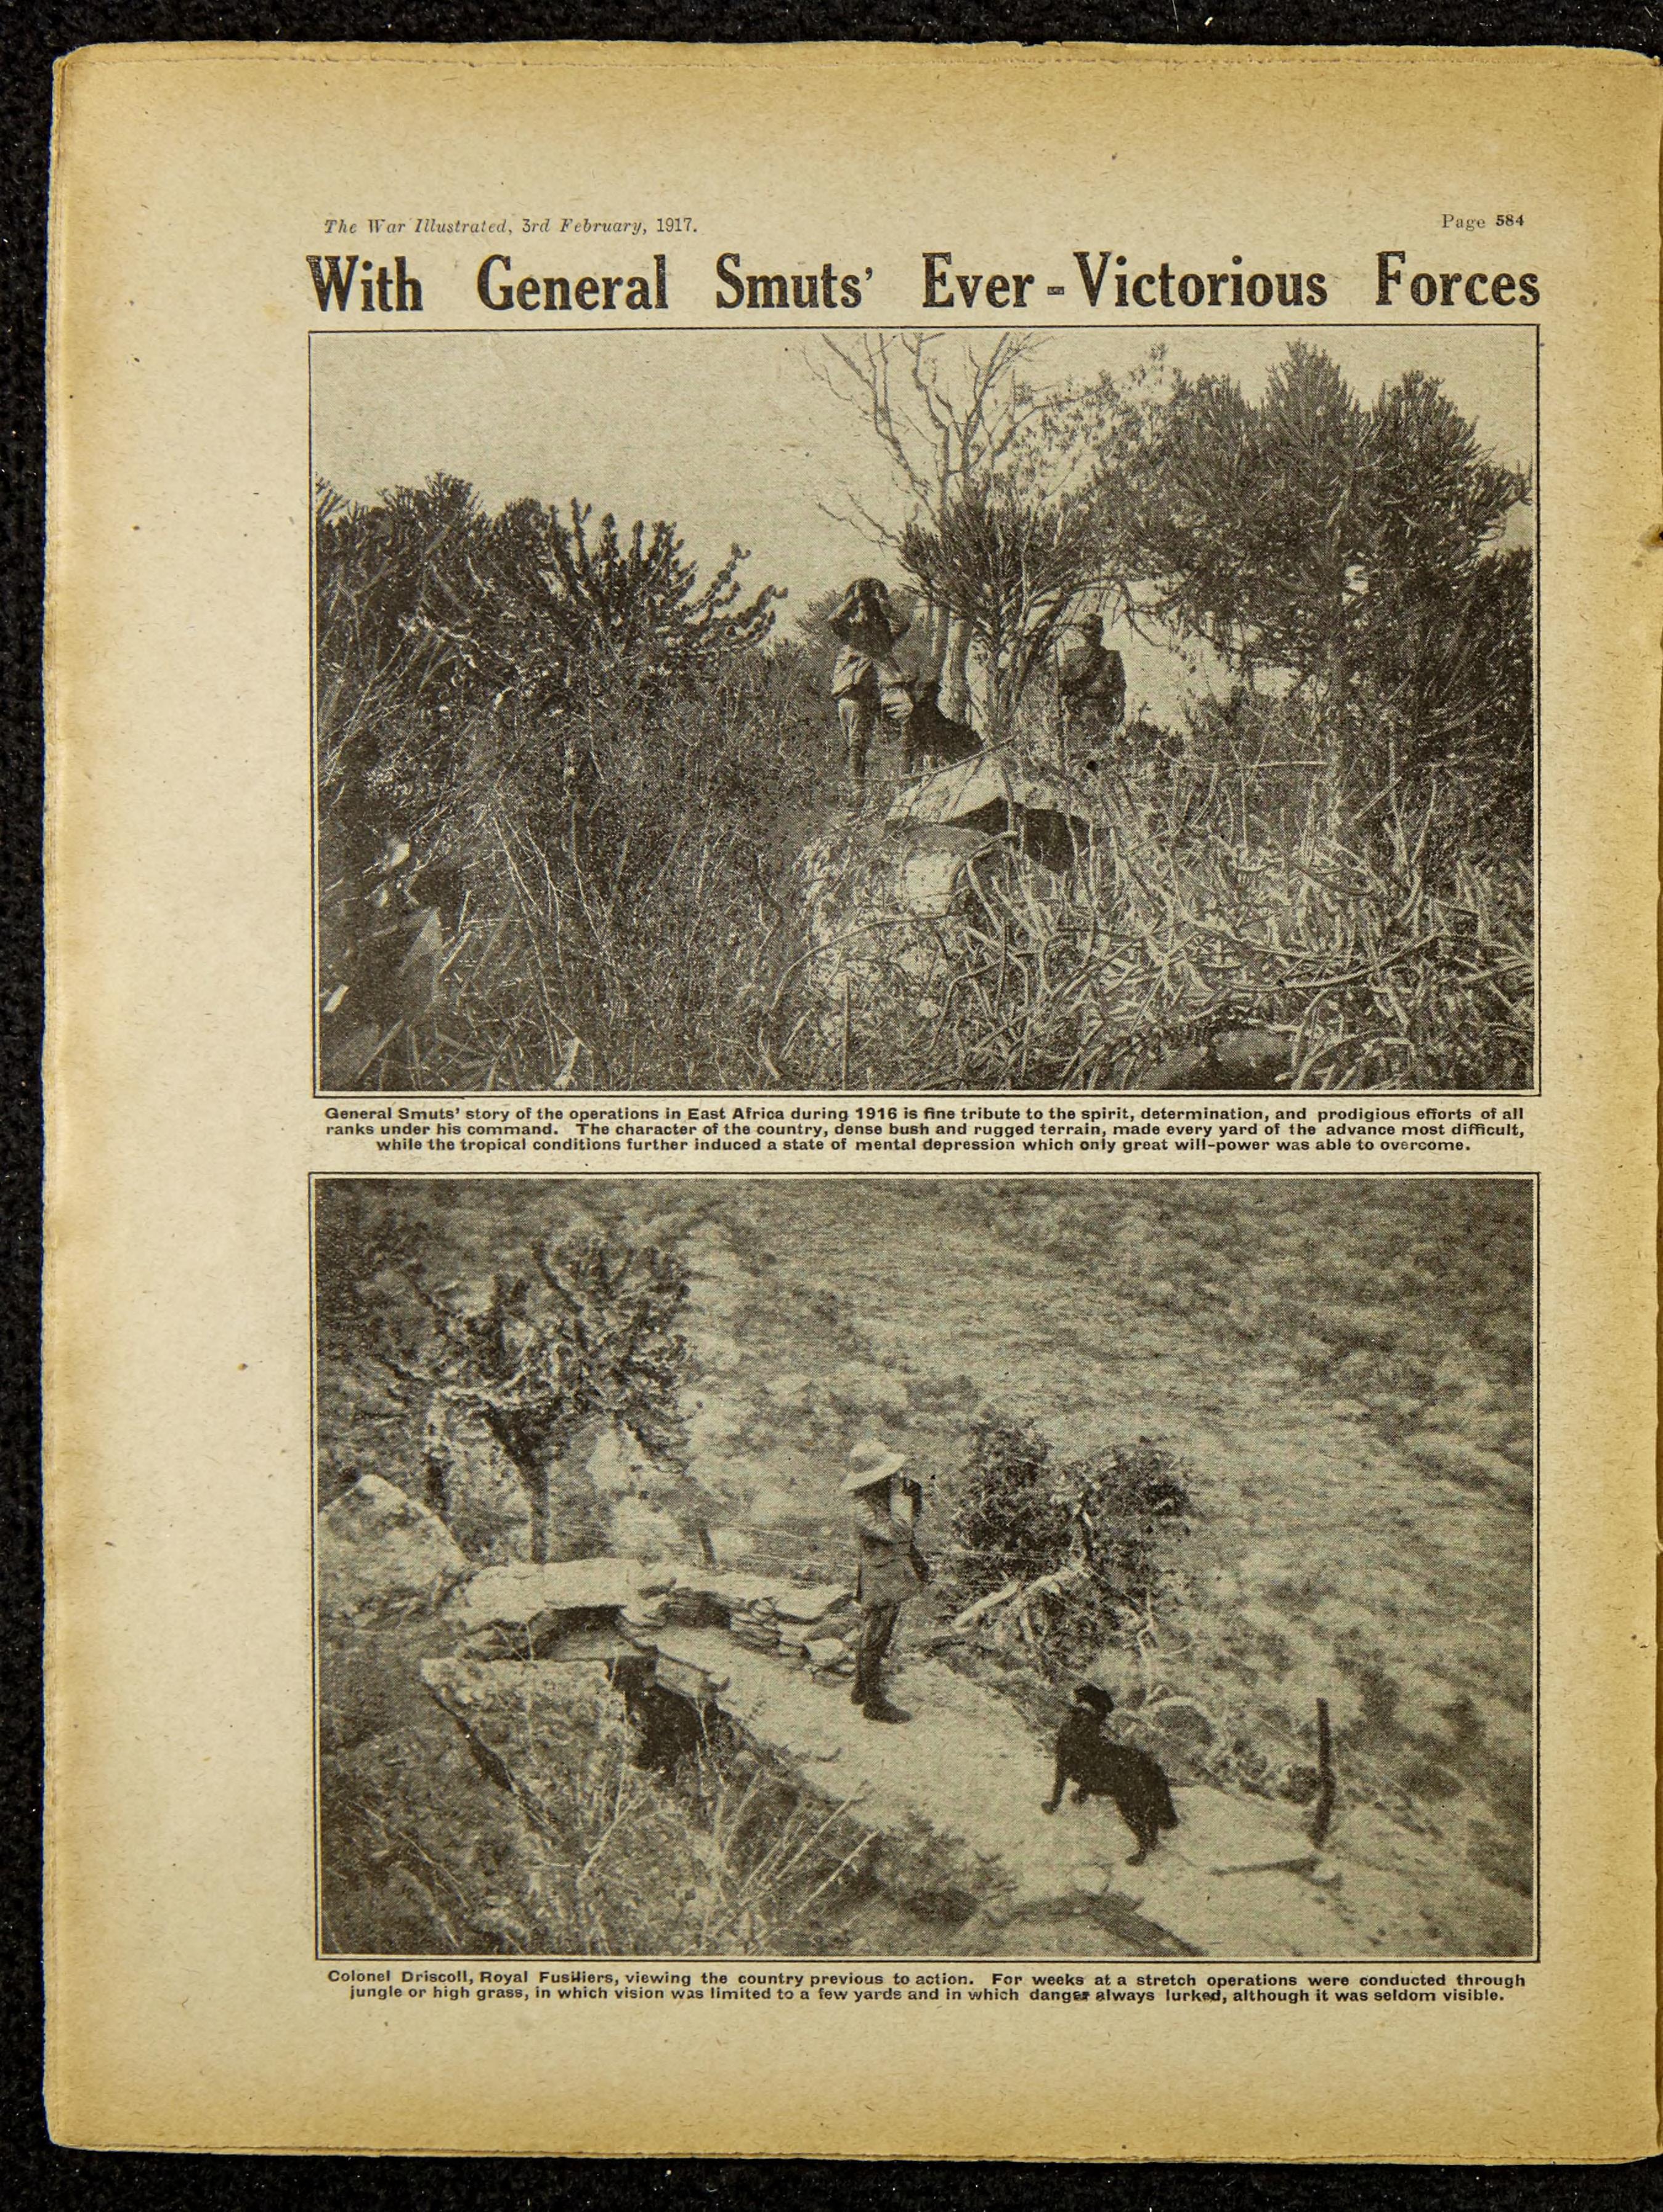 The War Illustrated, 3rd February, 1917.
Page 584
With General Smuts' Ever-Victorious Forces
General Smuts' story of the operations in East Africa during 1916 is fine tribute to the spirit, determination, and prodigious efforts of all
ranks under his command. The character of the country, dense bush and rugged terrain, made every yard of the advance most difficult,
while the tropical conditions further induced a state of mental depression which only great will-power was able to overcome.
Colonel Driscoll, Royal Fusiliers, viewing the country previous to action. For weeks at a stretch operations were conducted through
jungle or high grass, in which vision was limited to a few yards and in which danger always lurked, although it was seldom visible.